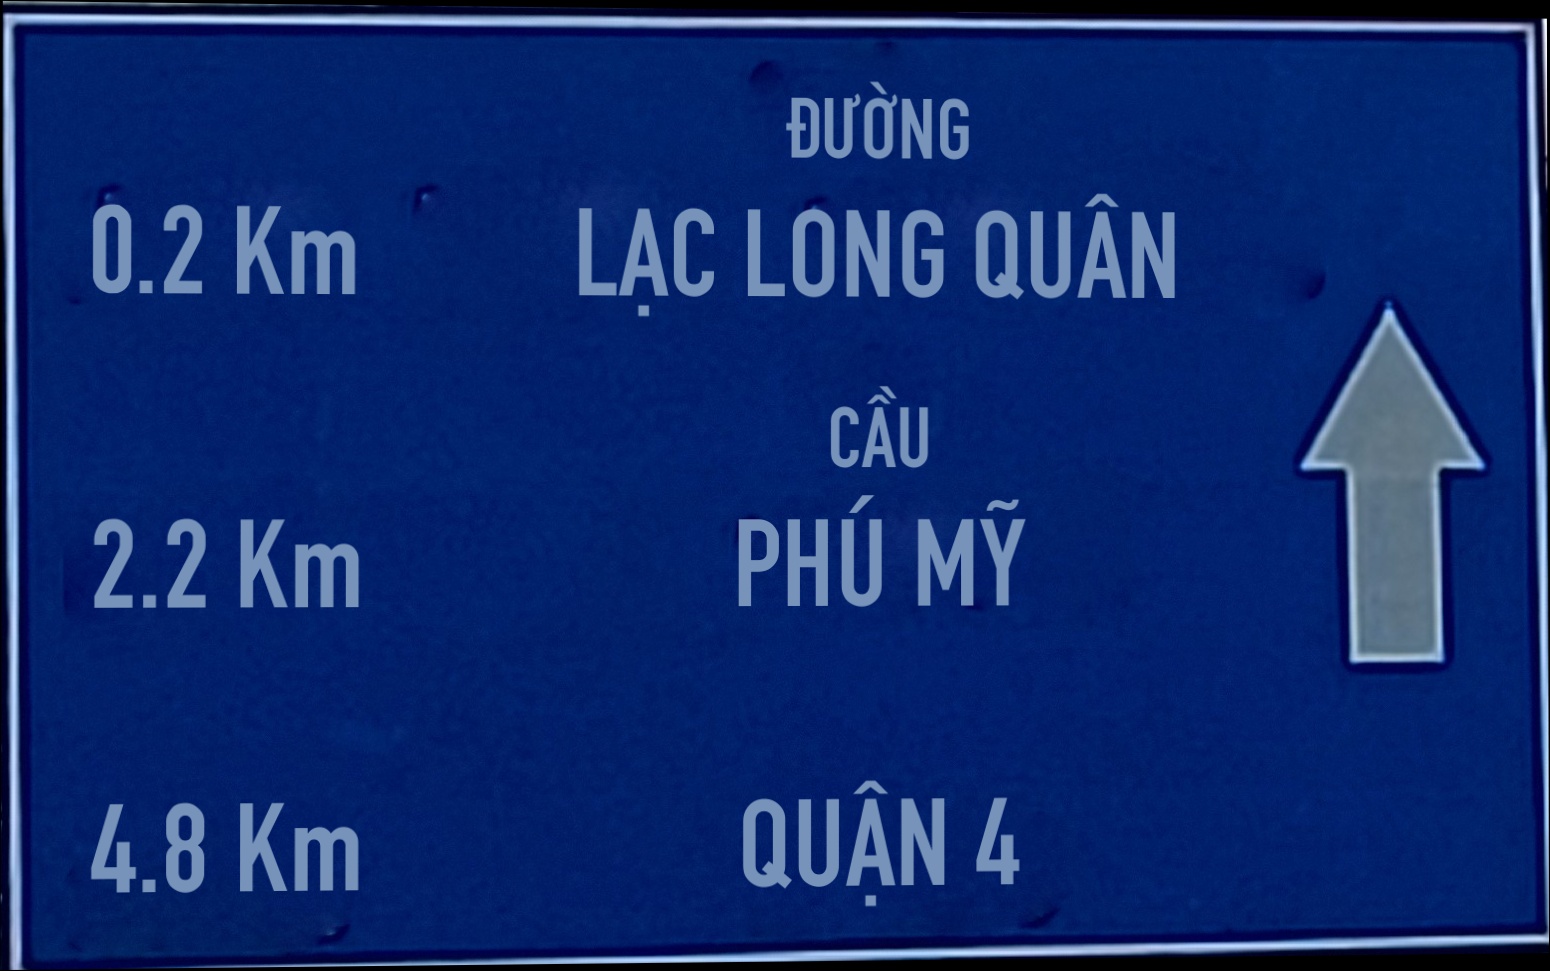 ĐƯỜNG
0.2 Km LẠC LONG QUÂN
CẦU
2.2 Km PHÚ MỸ
4.8 Km QUẬN 4